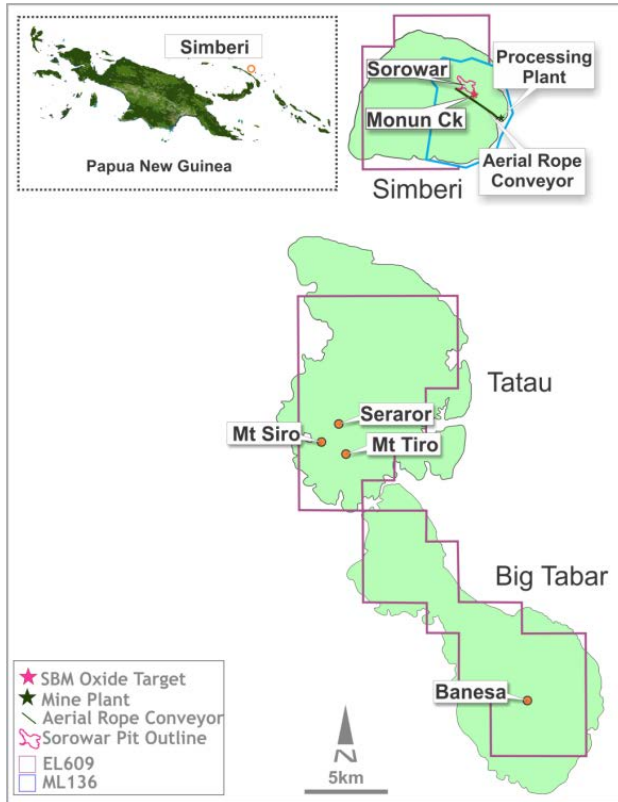 Simberi
Papua New Guinea
Sorowar
Processing
Plant
Monun Ck
Aerial Rope
Conveyor
Simberi
Tatau
Seraror
Mt Siro
Mt Tiro
Big Tabar
Banesa
SBM Oxide Target
Mine Plant
Aerial Rope Conveyor
Sorowar Pit Outline
EL609
ML136
N
5km